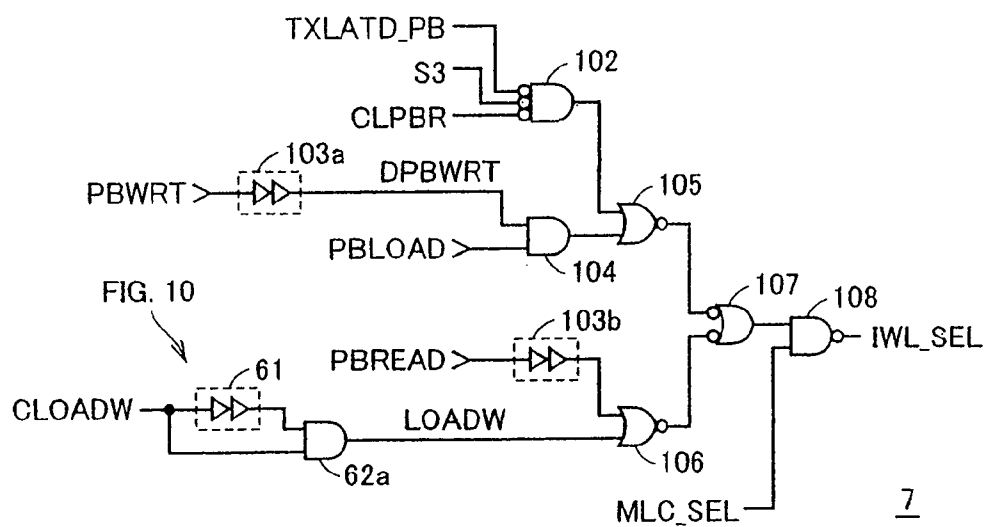 TXLATD_PB
S3
102
CLPBR
103a
DPBWRT
PBWRT
105
PBLOAD
104
FIG. 10
107
108
103b
IWL_SEL
PBREAD
61
CLOADW
LOADW
106
62a
MLC_SEL
7